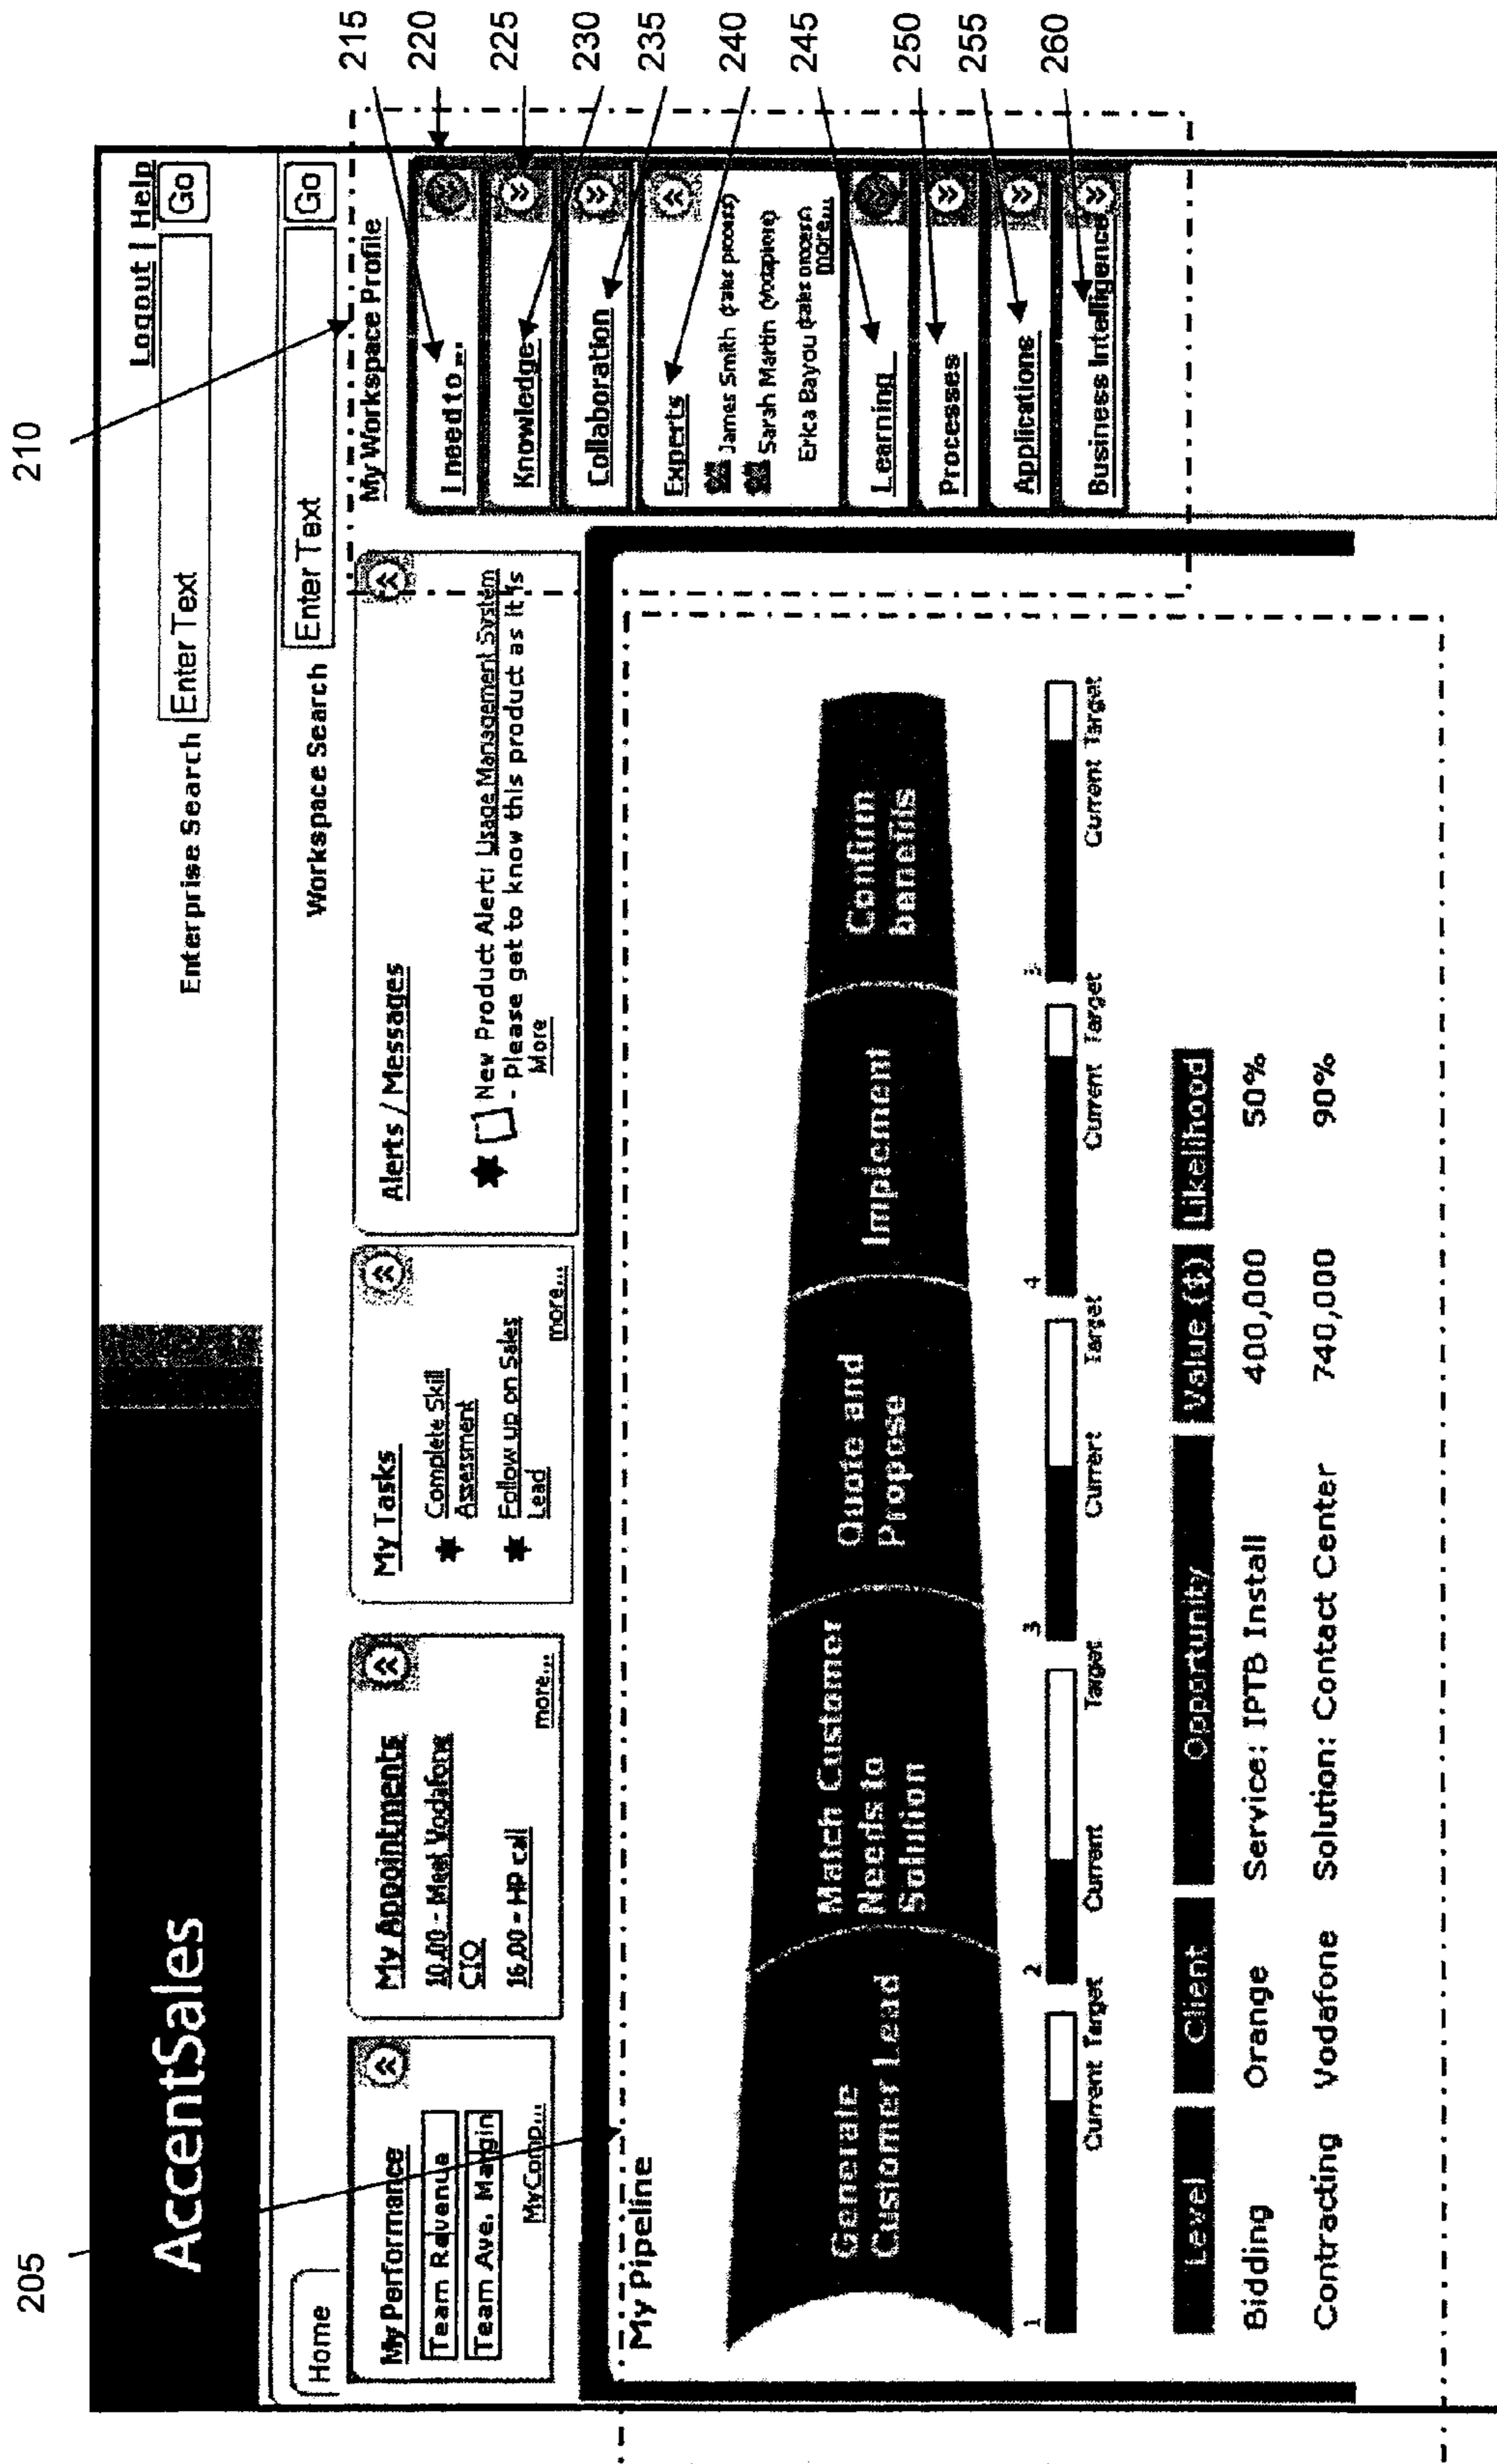 205
210
AccentSales
Logout | Help
Enterprise Search Enter Text Go
Home
Workspace Search Enter Text Go
My Performance
Team Revenue
Team Ave. Margin
MyComp...
My Appointments
10.00 - Meet Vodafone
CIO
16.00 - HP call
more...
My Tasks
Complete Skill
Assessment
Follow up on Sales
Lead
more...
Alerts / Messages
New Product Alert: Usage Management System
- Please get to know this product as it is
More
My Workspace Profile
I need to ...
Knowledge
Collaboration
Experts
James Smith (sales process)
Sarah Martin (Vodaphone)
Erica Bayou (sales process)
more...
Learning
Processes
Applications
Business Intelligence
215
220
225
230
235
240
245
250
255
260
My Pipeline
Generate
Customer Lead
Match Customer
Needs to
Solution
Quote and
Propose
Implement
Confirm
benefits
1
2
3
4
5
Current Target
Current Target
Current Target
Current Target
Current Target
Level Client Opportunity Value ($) Likelihood
Bidding Orange Service: IPTB Install 400,000 50%
Contracting Vodafone Solution: Contact Center 740,000 90%